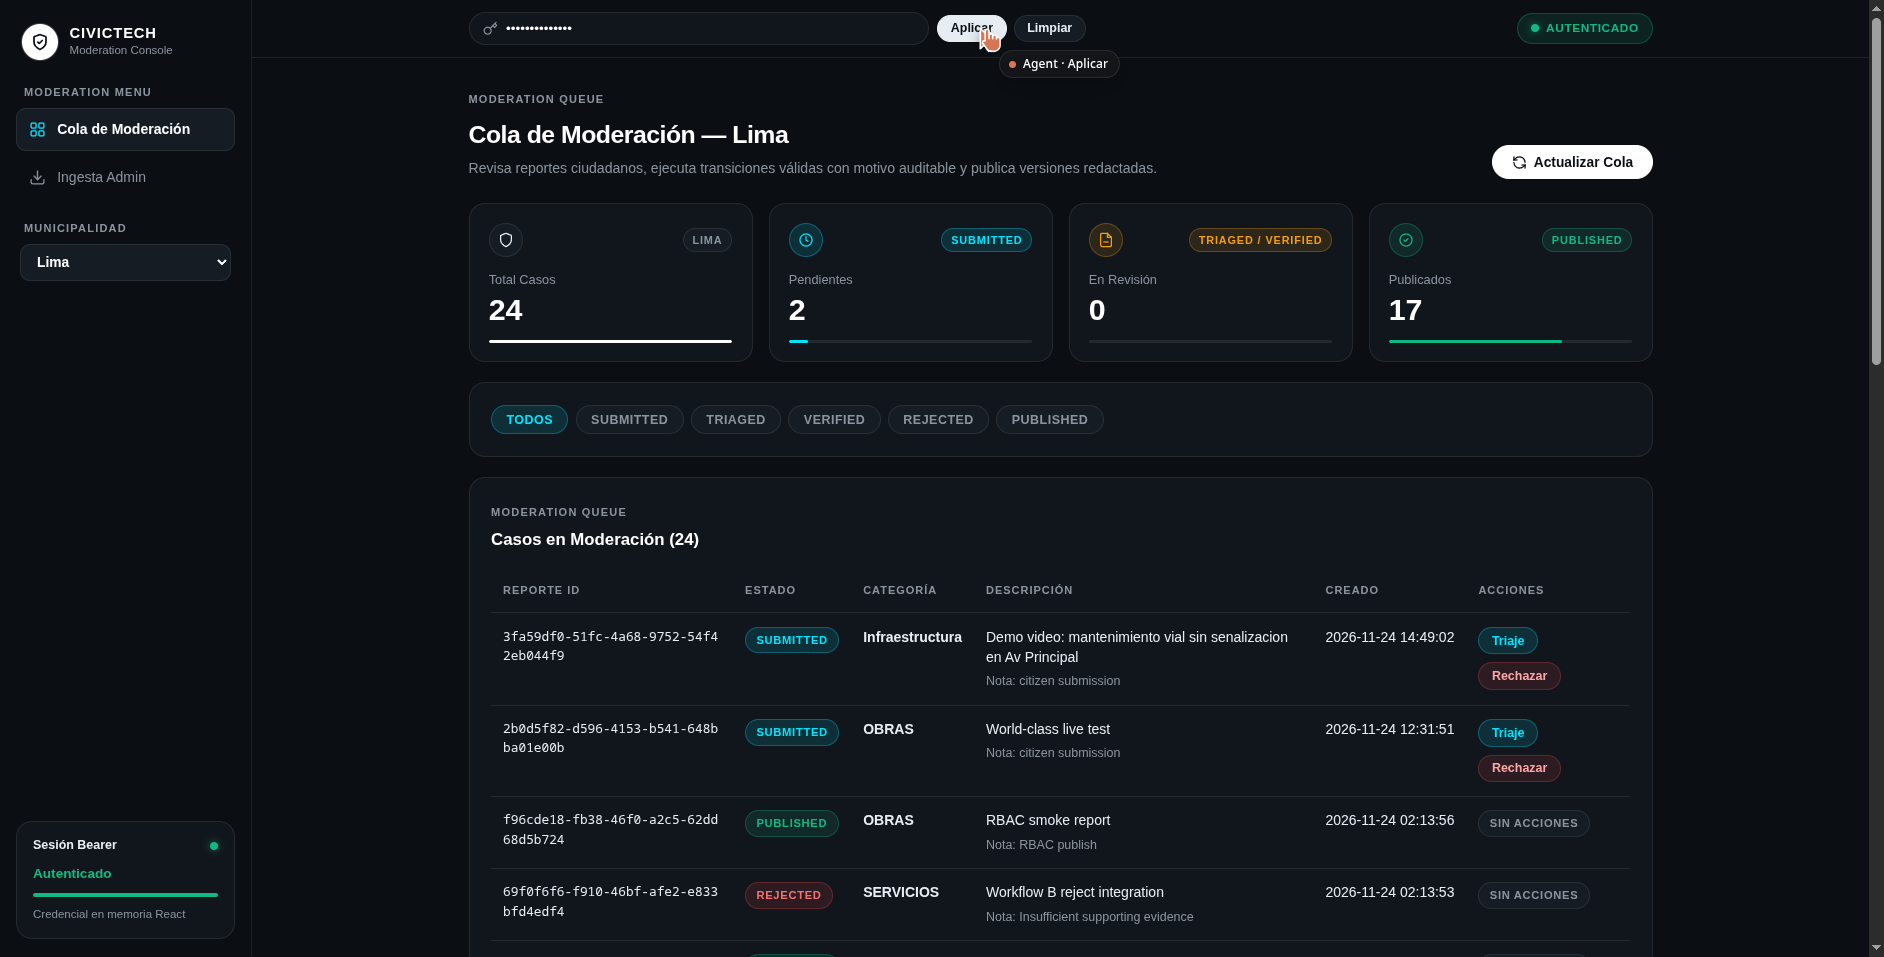 CIVICTECH
Moderation Console
MODERATION MENU
Cola de Moderación
Ingesta Admin
MUNICIPALIDAD
Lima
Sesión Bearer
Autenticado
Credencial en memoria React
•••••••••••••• Aplicar Limpiar AUTENTICADO
Agent · Aplicar
MODERATION QUEUE
Cola de Moderación — Lima
Revisa reportes ciudadanos, ejecuta transiciones válidas con motivo auditable y publica versiones redactadas.
Actualizar Cola
LIMA
Total Casos
24
SUBMITTED
Pendientes
2
TRIAGED / VERIFIED
En Revisión
0
PUBLISHED
Publicados
17
TODOS SUBMITTED TRIAGED VERIFIED REJECTED PUBLISHED
MODERATION QUEUE
Casos en Moderación (24)
REPORTE ID ESTADO CATEGORÍA DESCRIPCIÓN CREADO ACCIONES
3fa59df0-51fc-4a68-9752-54f4
2eb044f9
SUBMITTED
Infraestructura
Demo video: mantenimiento vial sin senalizacion
en Av Principal
Nota: citizen submission
2026-11-24 14:49:02
Triaje
Rechazar
2b0d5f82-d596-4153-b541-648b
ba01e00b
SUBMITTED
OBRAS
World-class live test
Nota: citizen submission
2026-11-24 12:31:51
Triaje
Rechazar
f96cde18-fb38-46f0-a2c5-62dd
68d5b724
PUBLISHED
OBRAS
RBAC smoke report
Nota: RBAC publish
2026-11-24 02:13:56
SIN ACCIONES
69f0f6f6-f910-46bf-afe2-e833
bfd4edf4
REJECTED
SERVICIOS
Workflow B reject integration
Nota: Insufficient supporting evidence
2026-11-24 02:13:53
SIN ACCIONES